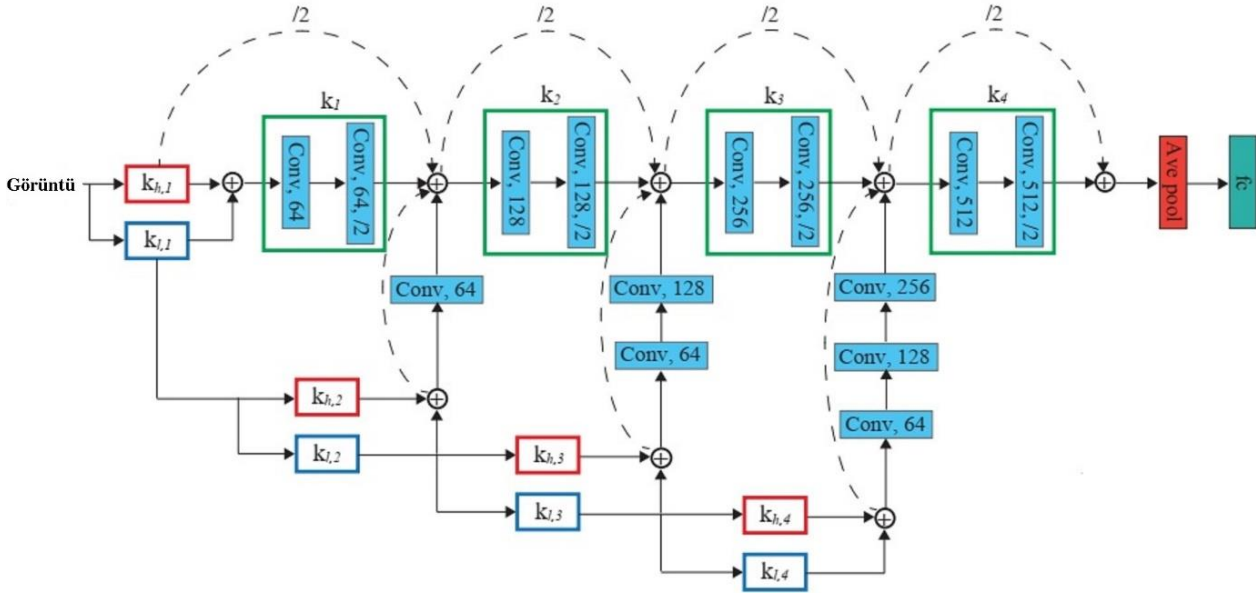 /2
/2
/2
/2
k1
k2
k3
k4
Görüntü
kh,1
kl,1
Conv, 64
Conv, 64, /2
Conv, 128
Conv, 128, /2
Conv, 256
Conv, 256, /2
Conv, 512
Conv, 512, /2
Ave pool
fc
Conv, 64
Conv, 128
Conv, 256
Conv, 64
Conv, 128
kh,2
Conv, 64
kl,2
kh,3
kl,3
kh,4
kl,4